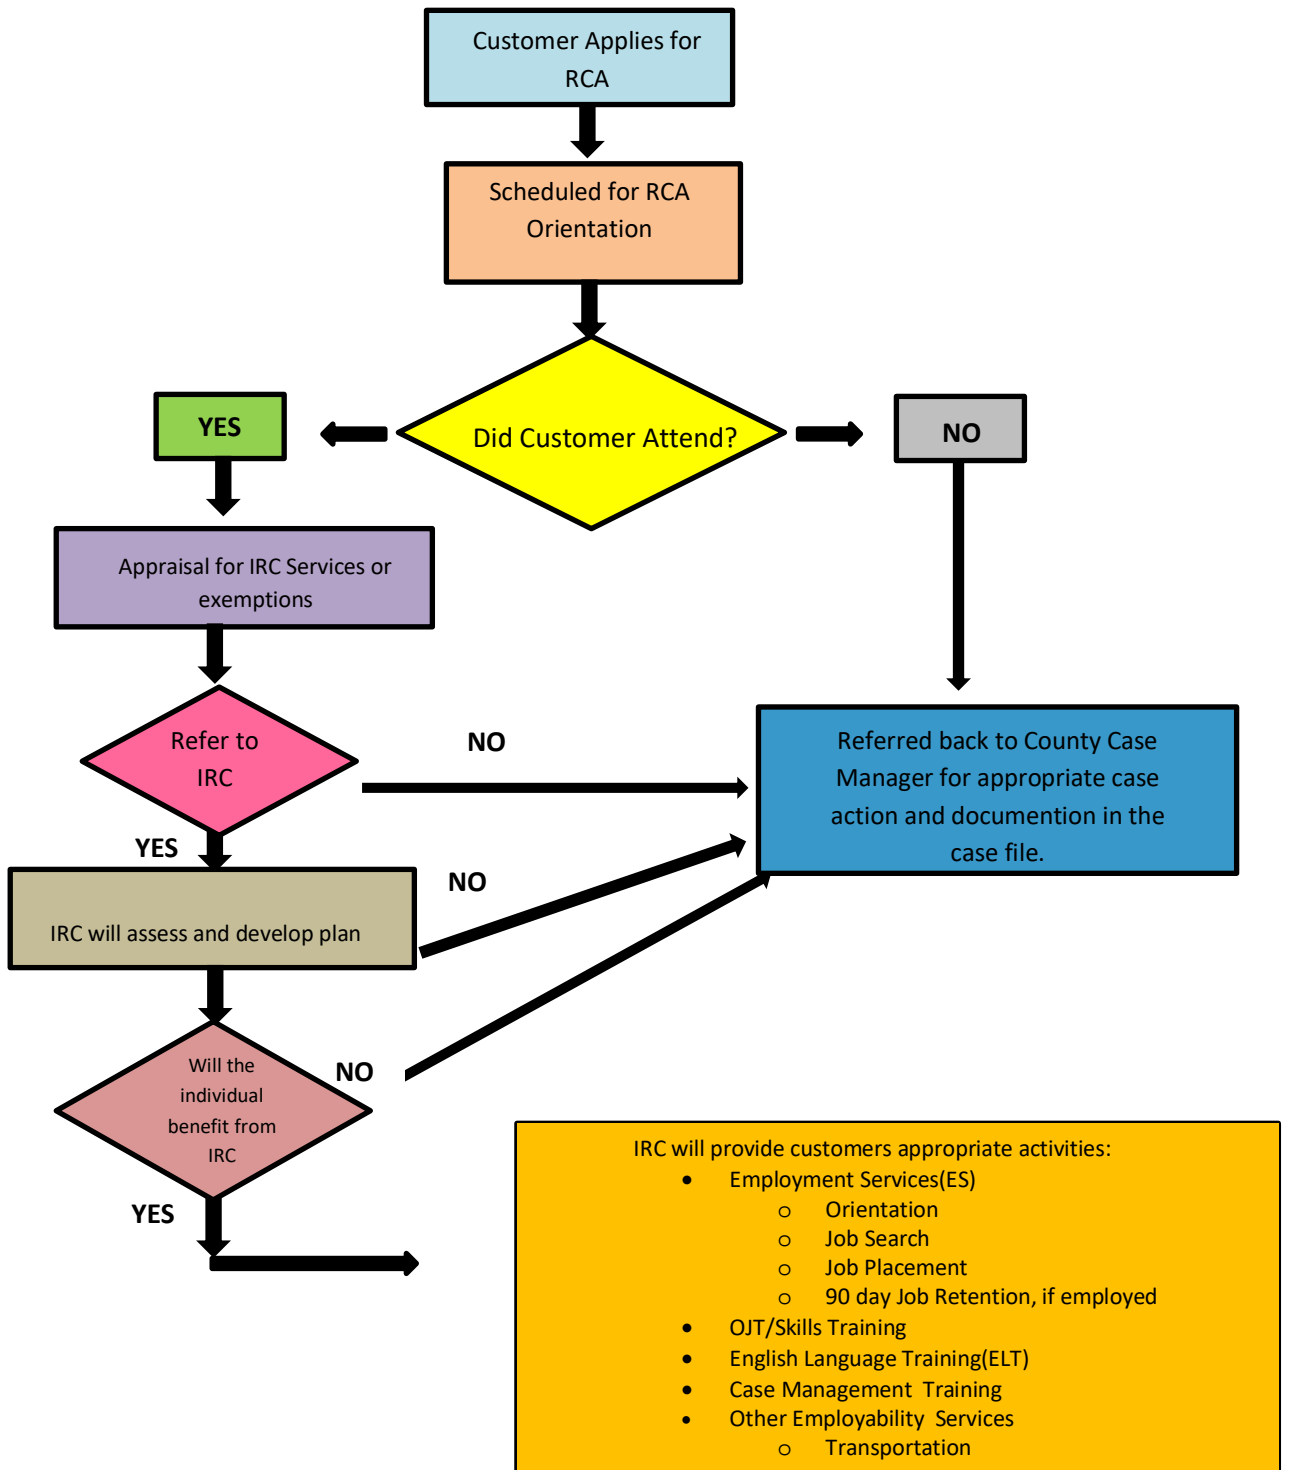 Customer Applies for
RCA
Scheduled for RCA
Orientation
Did Customer Attend?
YES
NO
Appraisal for IRC Services or
exemptions
Refer to
IRC
NO
Referred back to County Case
Manager for appropriate case
action and documention in the
case file.
YES
NO
IRC will assess and develop plan
Will the
individual
benefit from
IRC
NO
YES
IRC will provide customers appropriate activities:
• Employment Services(ES)
o Orientation
o Job Search
o Job Placement
o 90 day Job Retention, if employed
• OJT/Skills Training
• English Language Training(ELT)
• Case Management Training
• Other Employability Services
o Transportation